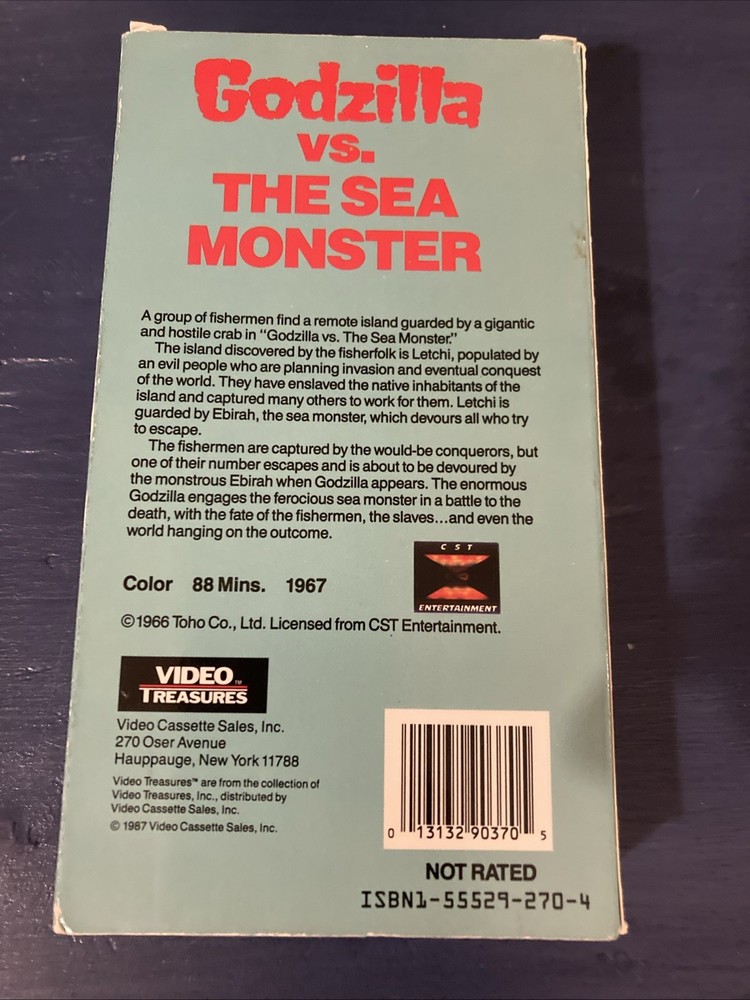 Godzilla
vs.
THE SEA
MONSTER
A group of fishermen find a remote island guarded by a gigantic
and hostile crab in "Godzilla vs. The Sea Monster."
The island discovered by the fisherfolk is Letchi, populated by
an evil people who are planning invasion and eventual conquest
of the world. They have enslaved the native inhabitants of the
island and captured many others to work for them. Letchi is
guarded by Ebirah, the sea monster, which devours all who try
to escape.
The fishermen are captured by the would-be conquerors, but
one of their number escapes and is about to be devoured by
the monstrous Ebirah when Godzilla appears. The enormous
Godzilla engages the ferocious sea monster in a battle to the
death, with the fate of the fishermen, the slaves...and even the
world hanging on the outcome.
CST
ENTERTAINMENT
Color 88 Mins. 1967
©1966 Toho Co., Ltd. Licensed from CST Entertainment.
VIDEO TM
TREASURES
Video Cassette Sales, Inc.
270 Oser Avenue
Hauppauge, New York 11788
Video Treasures™ are from the collection of
Video Treasures, Inc., distributed by
Video Cassette Sales, Inc.
© 1987 Video Cassette Sales, Inc.
0 13132 90370 5
NOT RATED
ISBN1-55529-270-4